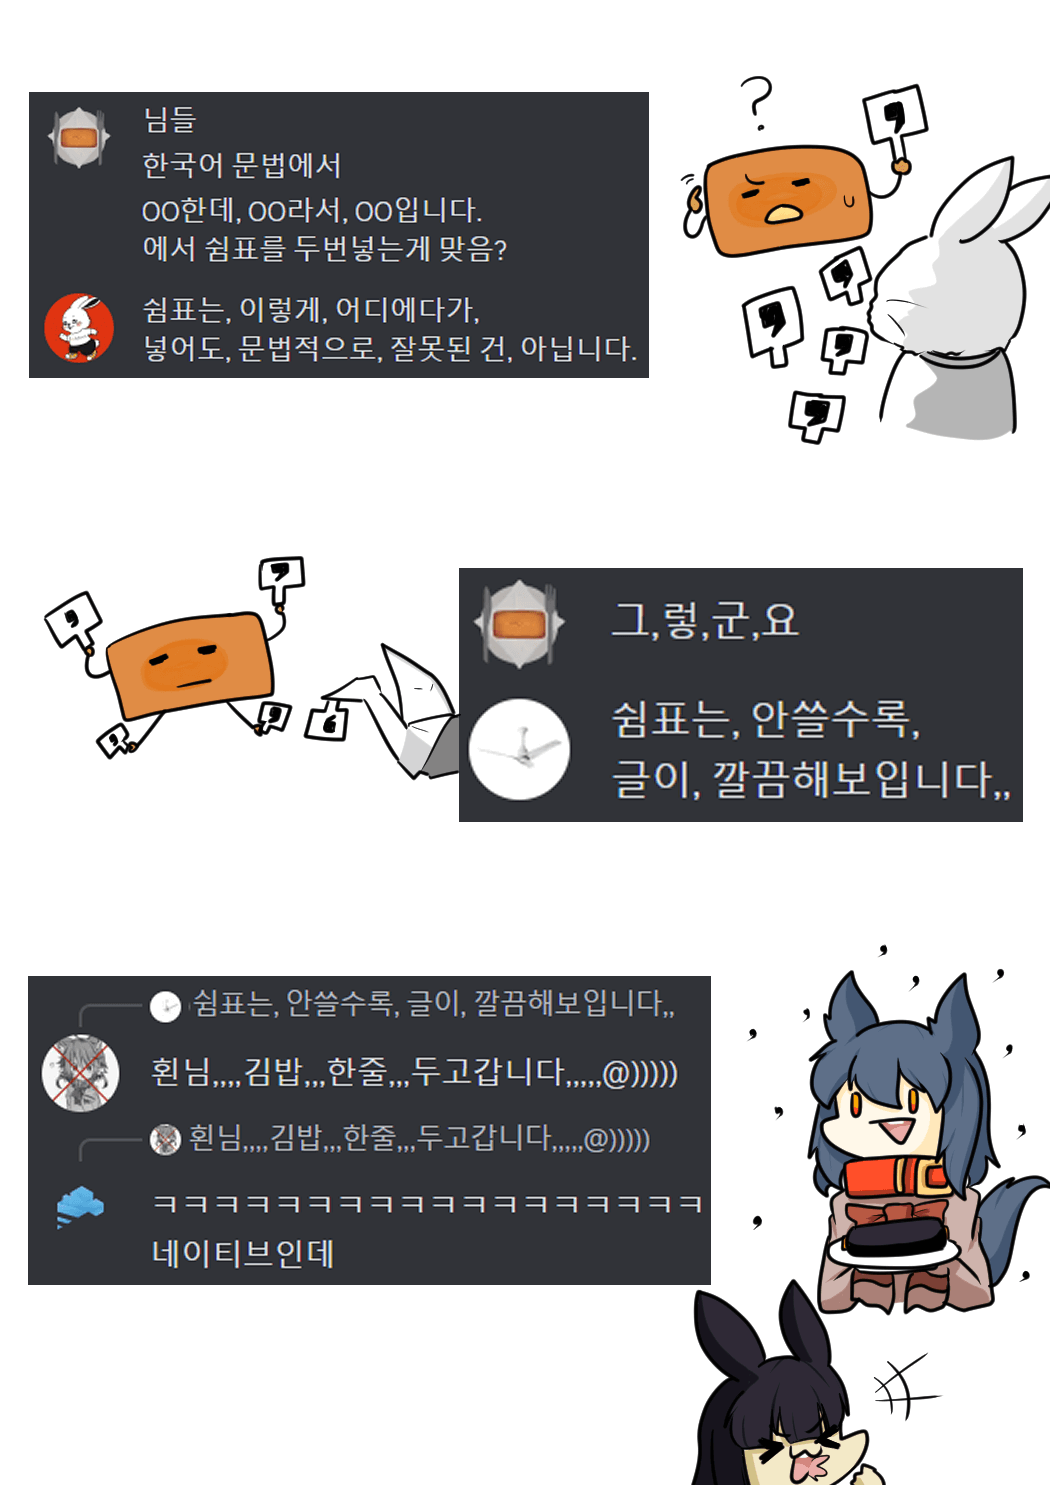 님들
한국어 문법에서
OO한데, OO라서, OO입니다.
에서 쉼표를 두번넣는게 맞음?
쉼표는, 이렇게, 어디에다가,
넣어도, 문법적으로, 잘못된 건, 아닙니다.
?
,
,
,
,
,
그,렇,군,요
쉼표는, 안쓸수록,
글이, 깔끔해보입니다,,
,
,
,
,
,
쉼표는, 안쓸수록, 글이, 깔끔해보입니다,,
횐님,,,,김밥,,,한줄,,,두고갑니다,,,,,@)))))
횐님,,,,김밥,,,한줄,,,두고갑니다,,,,,@)))))
ㅋㅋㅋㅋㅋㅋㅋㅋㅋㅋㅋㅋㅋㅋㅋㅋㅋㅋ
네이티브인데